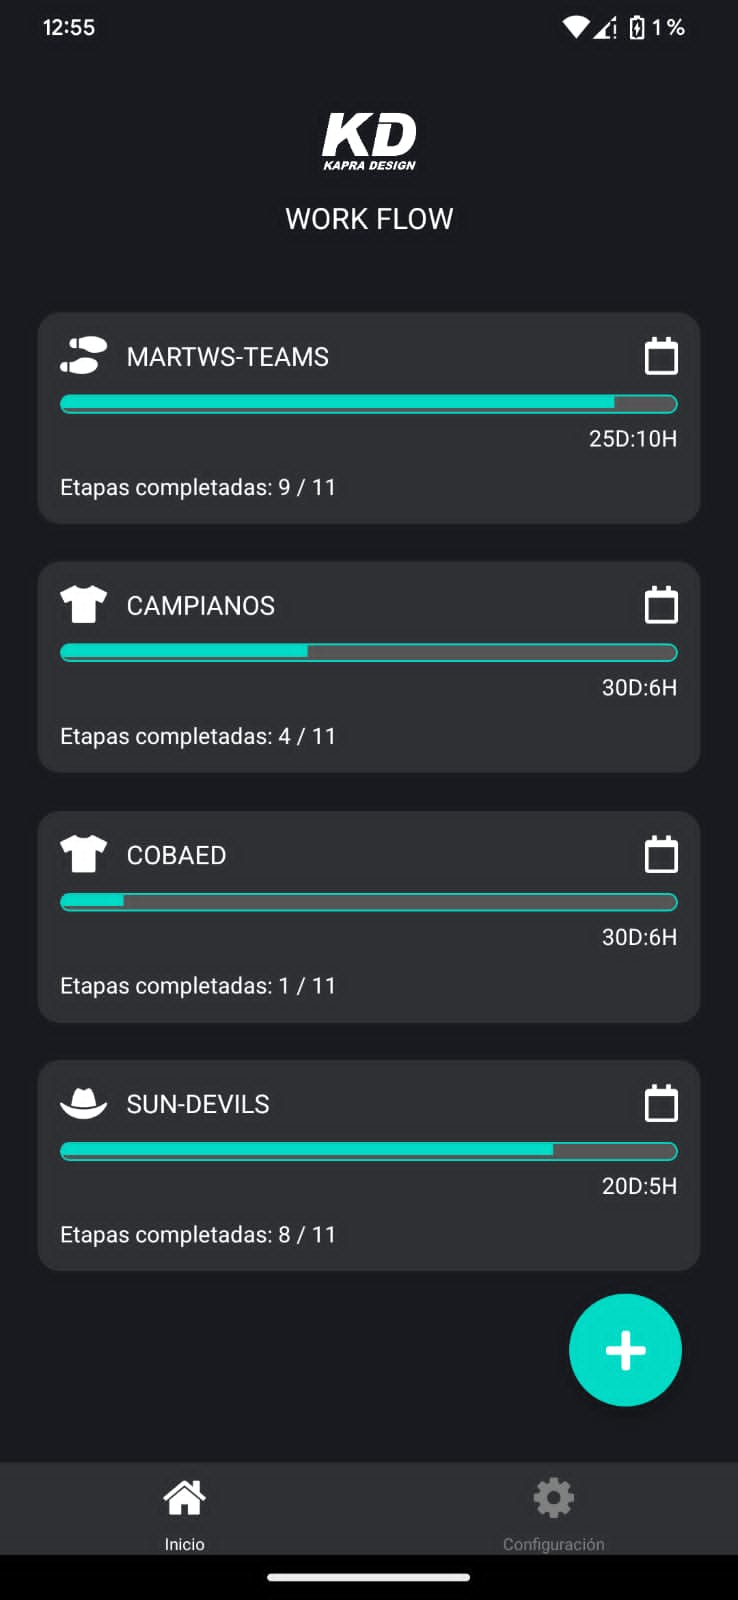 12:55
1%
KD
KAPRA DESIGN
WORK FLOW
MARTWS-TEAMS
25D:10H
Etapas completadas: 9 / 11
CAMPIANOS
30D:6H
Etapas completadas: 4 / 11
COBAED
30D:6H
Etapas completadas: 1 / 11
SUN-DEVILS
20D:5H
Etapas completadas: 8 / 11
Inicio
Configuración